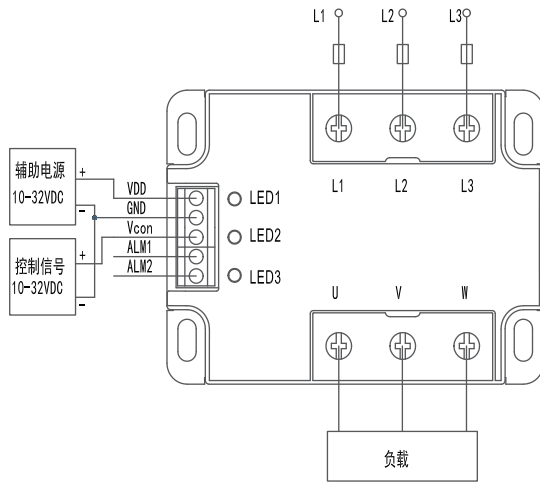 L1 L2 L3
L1 L2 L3
辅助电源
10-32VDC
+
-
控制信号
10-32VDC
+
-
VDD
GND
Vcon
ALM1
ALM2
LED1
LED2
LED3
U V W
负载